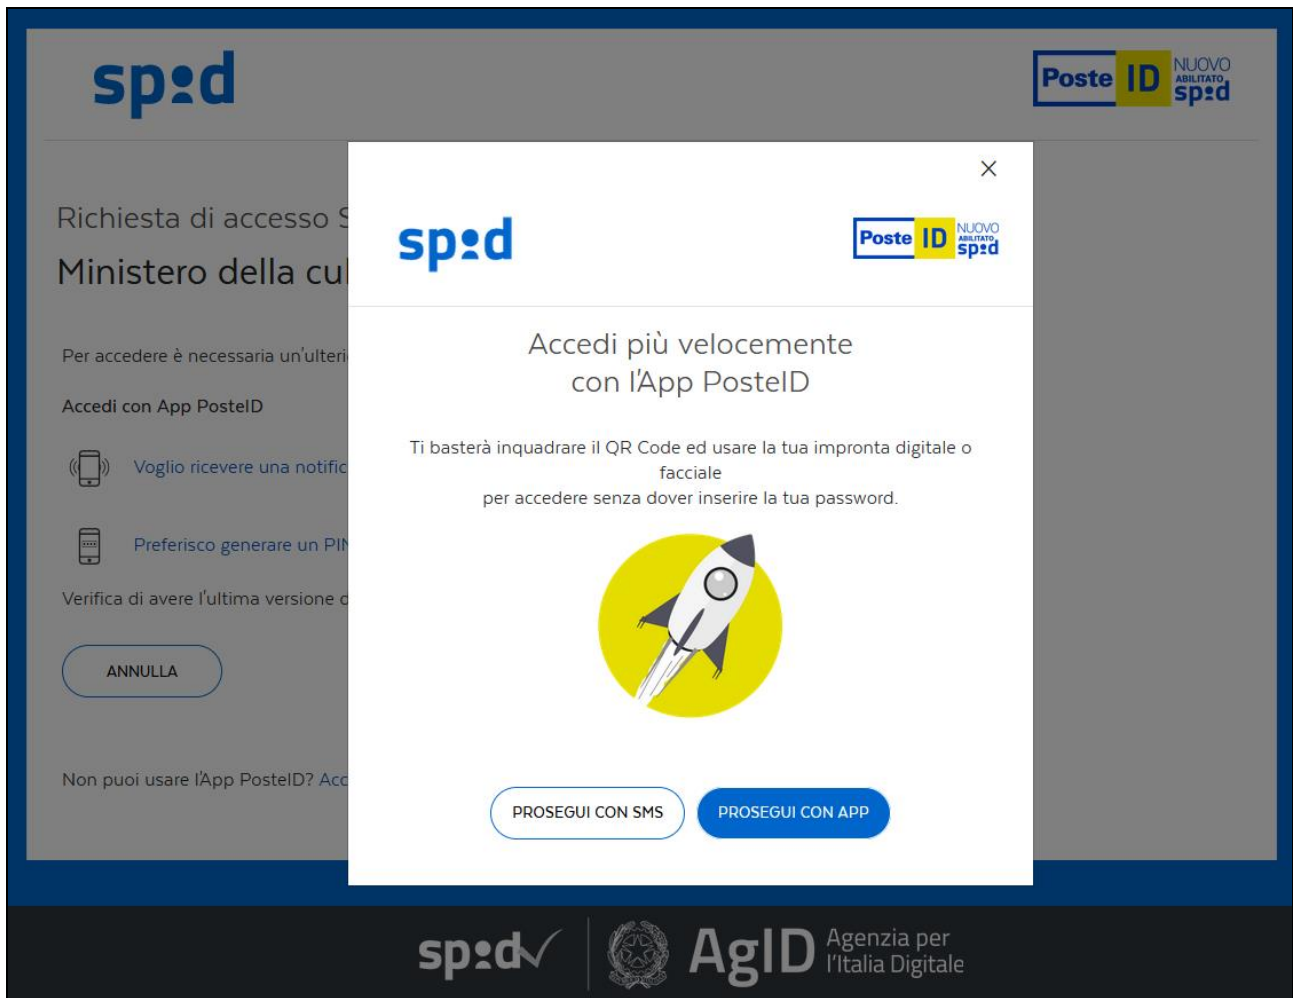 spid
Poste ID NUOVO
ABILITATO
spid
Richiesta di accesso S
Ministero della cul
Per accedere è necessaria un'ulteri
Accedi con App PosteID
Voglio ricevere una notific
Preferisco generare un PIN
Verifica di avere l'ultima versione d
ANNULLA
Non puoi usare l'App PosteID? Acc
×
spid
Poste ID NUOVO
ABILITATO
spid
Accedi più velocemente
con l'App PosteID
Ti basterà inquadrare il QR Code ed usare la tua impronta digitale o
facciale
per accedere senza dover inserire la tua password.
PROSEGUI CON SMS
PROSEGUI CON APP
spid
AgID Agenzia per
l'Italia Digitale